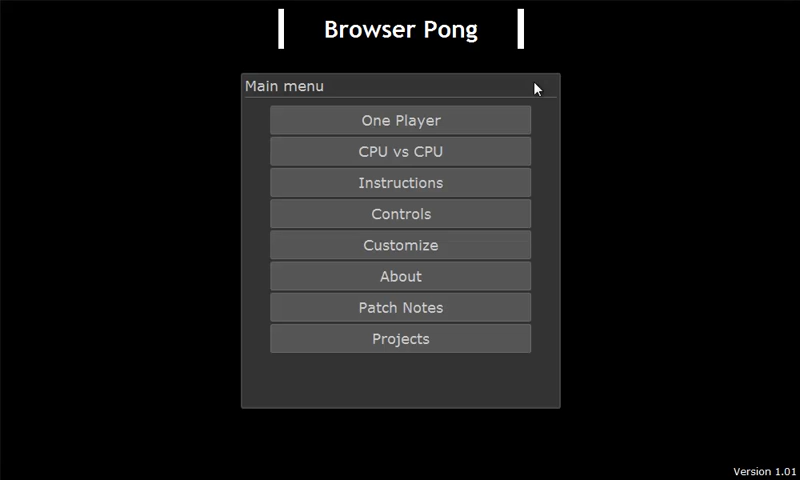 Browser Pong
Main menu
One Player
CPU vs CPU
Instructions
Controls
Customize
About
Patch Notes
Projects
Version 1.01